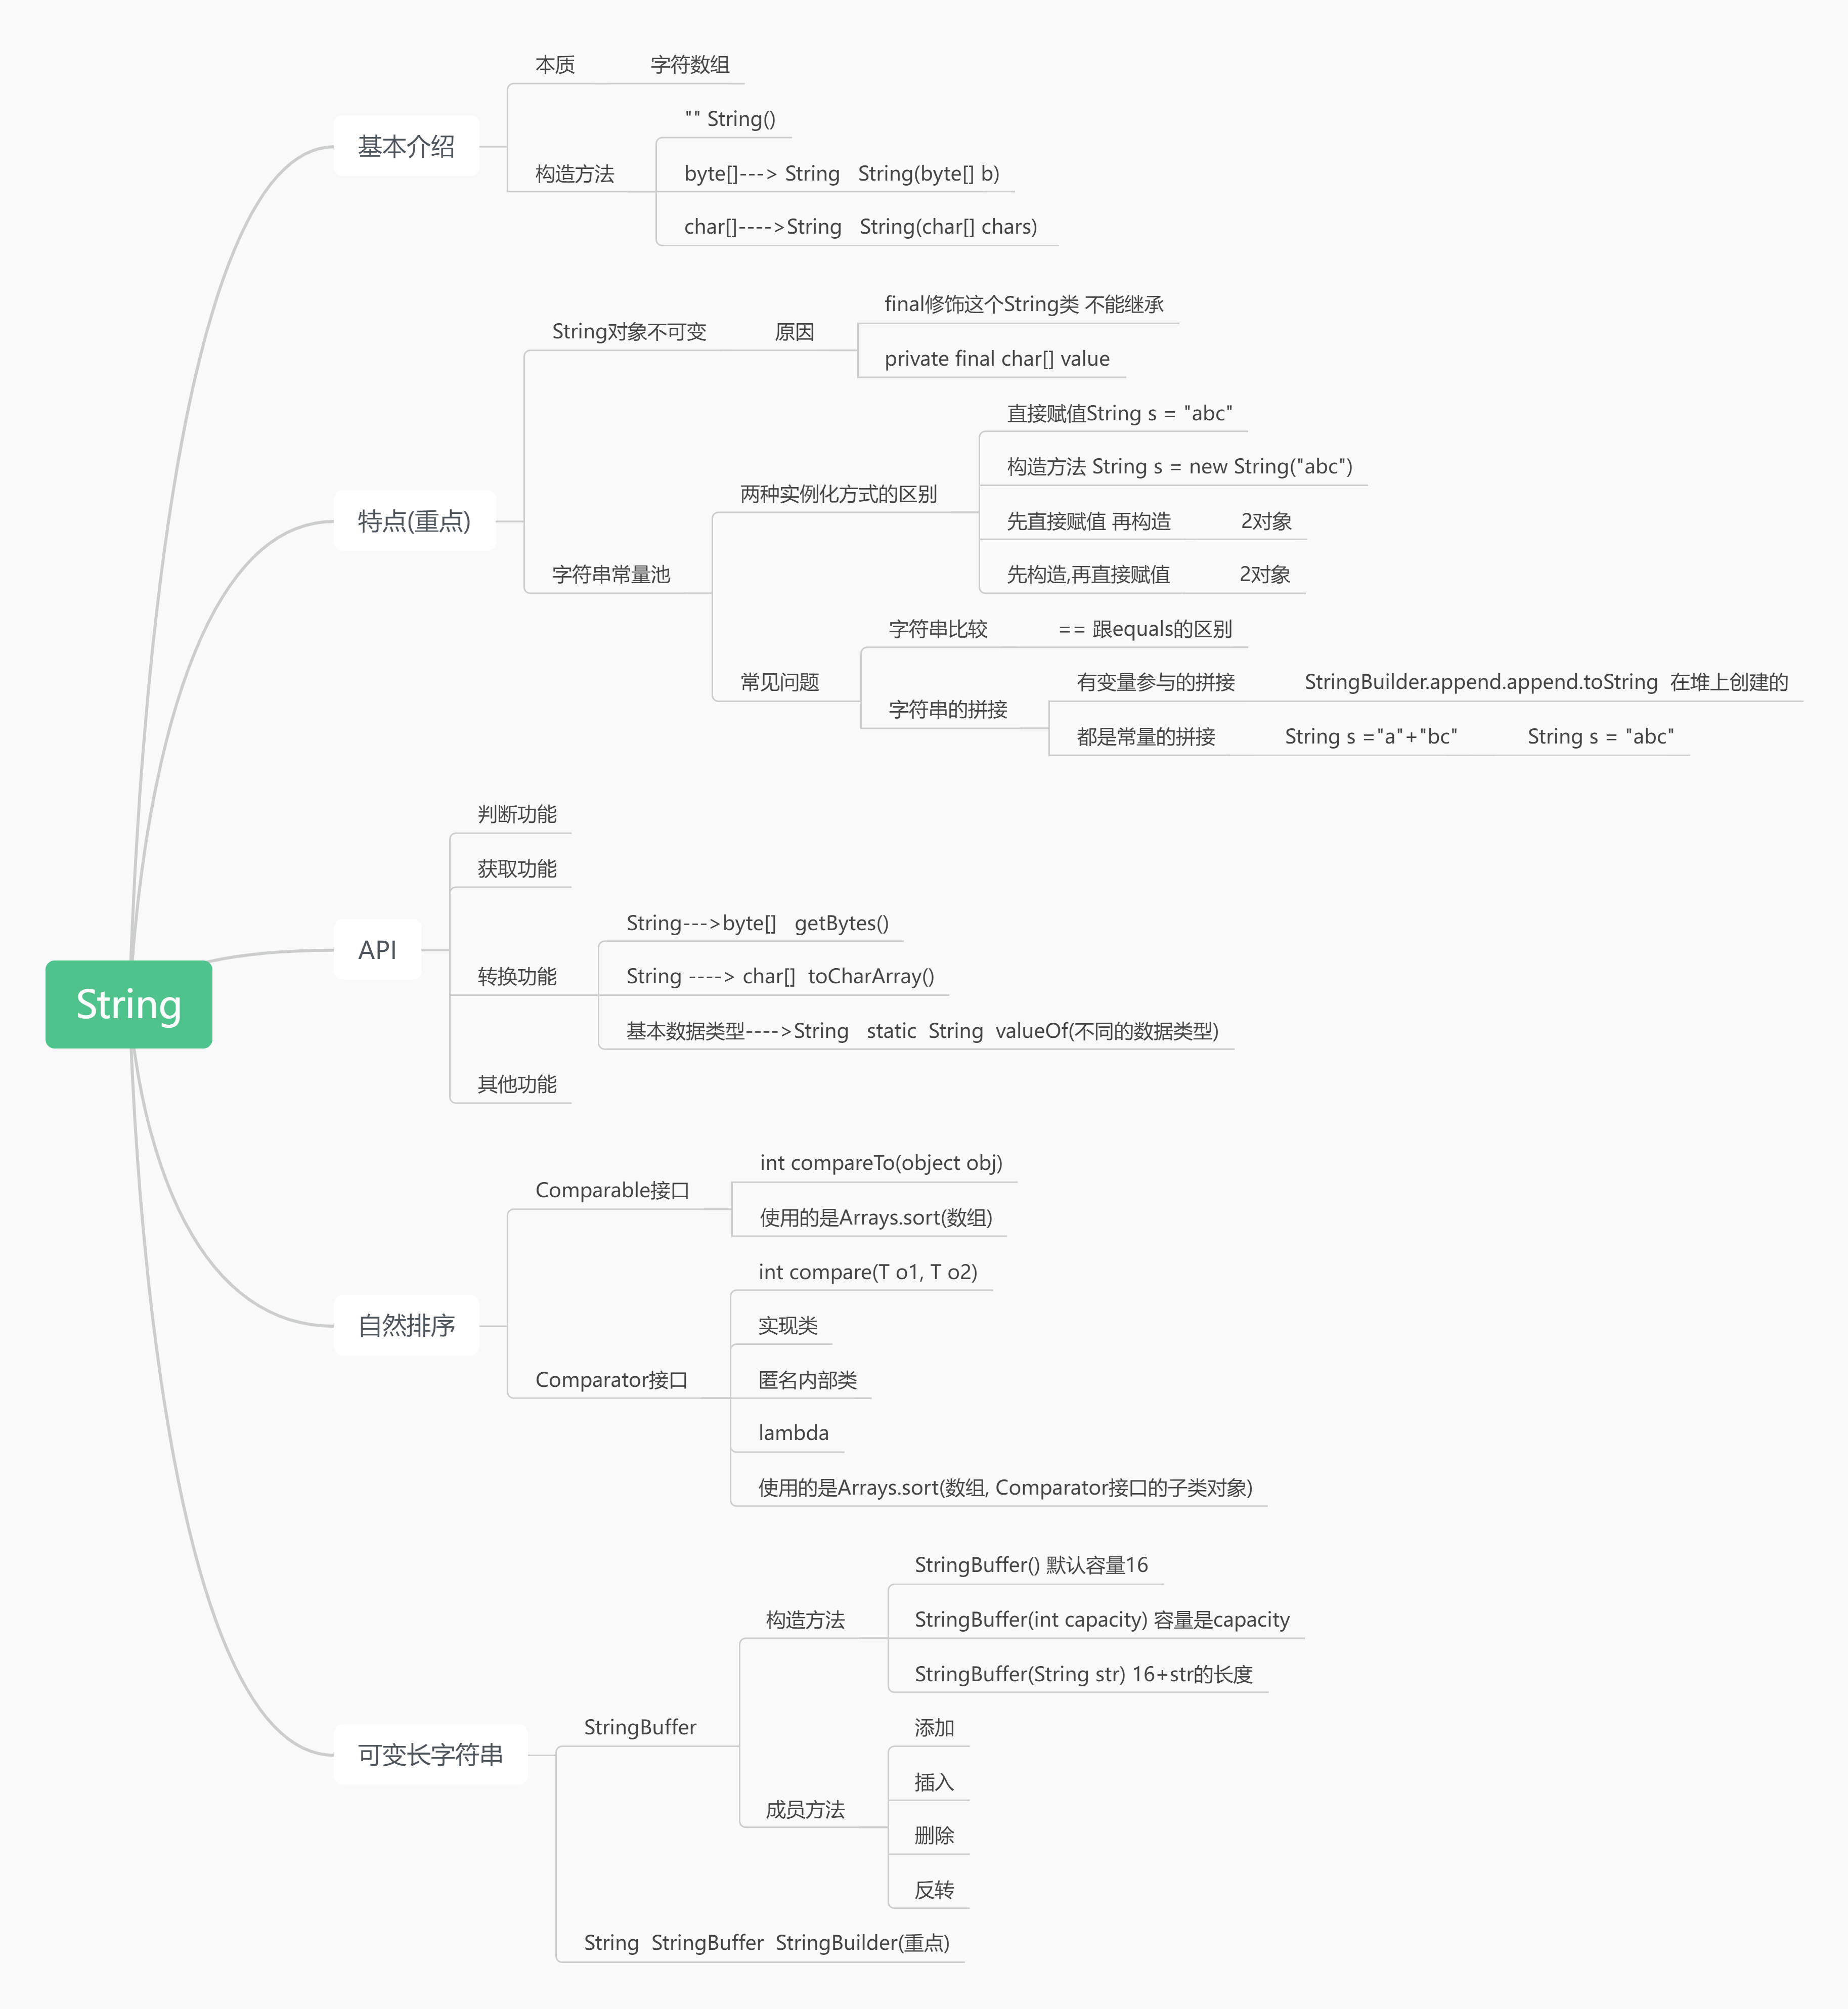 String
基本介绍
本质
字符数组
构造方法
"" String()
byte[]---> String   String(byte[] b)
char[]---->String   String(char[] chars)
特点(重点)
String对象不可变
原因
final修饰这个String类 不能继承
private final char[] value
字符串常量池
两种实例化方式的区别
直接赋值String s = "abc"
构造方法 String s = new String("abc")
先直接赋值 再构造
2对象
先构造,再直接赋值
2对象
常见问题
字符串比较
== 跟equals的区别
字符串的拼接
有变量参与的拼接
StringBuilder.append.append.toString  在堆上创建的
都是常量的拼接
String s ="a"+"bc"
String s = "abc"
API
判断功能
获取功能
转换功能
String--->byte[]   getBytes()
String ----> char[]  toCharArray()
基本数据类型---->String   static  String  valueOf(不同的数据类型)
其他功能
自然排序
Comparable接口
int compareTo(object obj)
使用的是Arrays.sort(数组)
Comparator接口
int compare(T o1, T o2)
实现类
匿名内部类
lambda
使用的是Arrays.sort(数组, Comparator接口的子类对象)
可变长字符串
StringBuffer
构造方法
StringBuffer() 默认容量16
StringBuffer(int capacity) 容量是capacity
StringBuffer(String str) 16+str的长度
成员方法
添加
插入
删除
反转
String  StringBuffer  StringBuilder(重点)